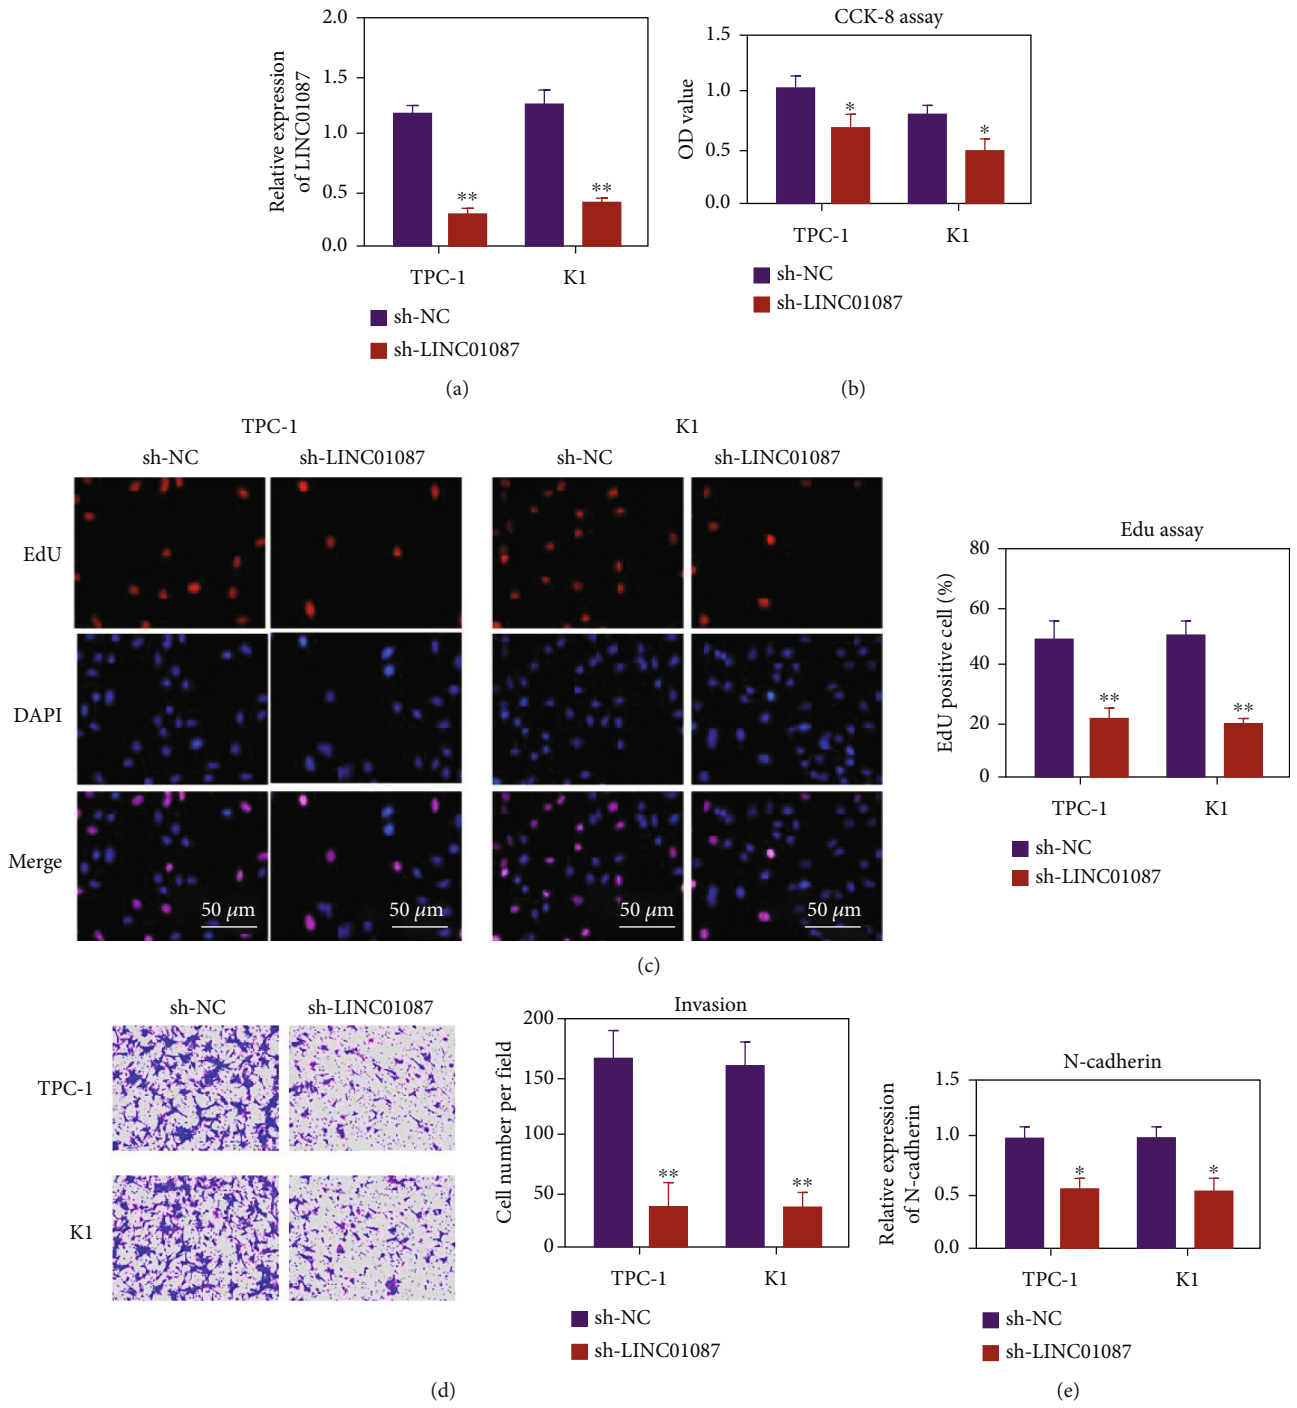 2.0
1.5
1.0
0.5
0.0
Relative expression
of LINC01087
**
**
TPC-1
K1
sh-NC
sh-LINC01087
(a)
CCK-8 assay
1.5
1.0
0.5
0.0
OD value
*
*
TPC-1
K1
sh-NC
sh-LINC01087
(b)
TPC-1
K1
sh-NC
sh-LINC01087
sh-NC
sh-LINC01087
EdU
DAPI
Merge
50 μm
50 μm
50 μm
50 μm
Edu assay
80
60
40
20
0
EdU positive cell (%)
**
**
TPC-1
K1
sh-NC
sh-LINC01087
(c)
sh-NC
sh-LINC01087
TPC-1
K1
Invasion
200
150
100
50
0
Cell number per field
**
**
TPC-1
K1
sh-NC
sh-LINC01087
(d)
N-cadherin
1.5
1.0
0.5
0.0
Relative expression
of N-cadherin
*
*
TPC-1
K1
sh-NC
sh-LINC01087
(e)